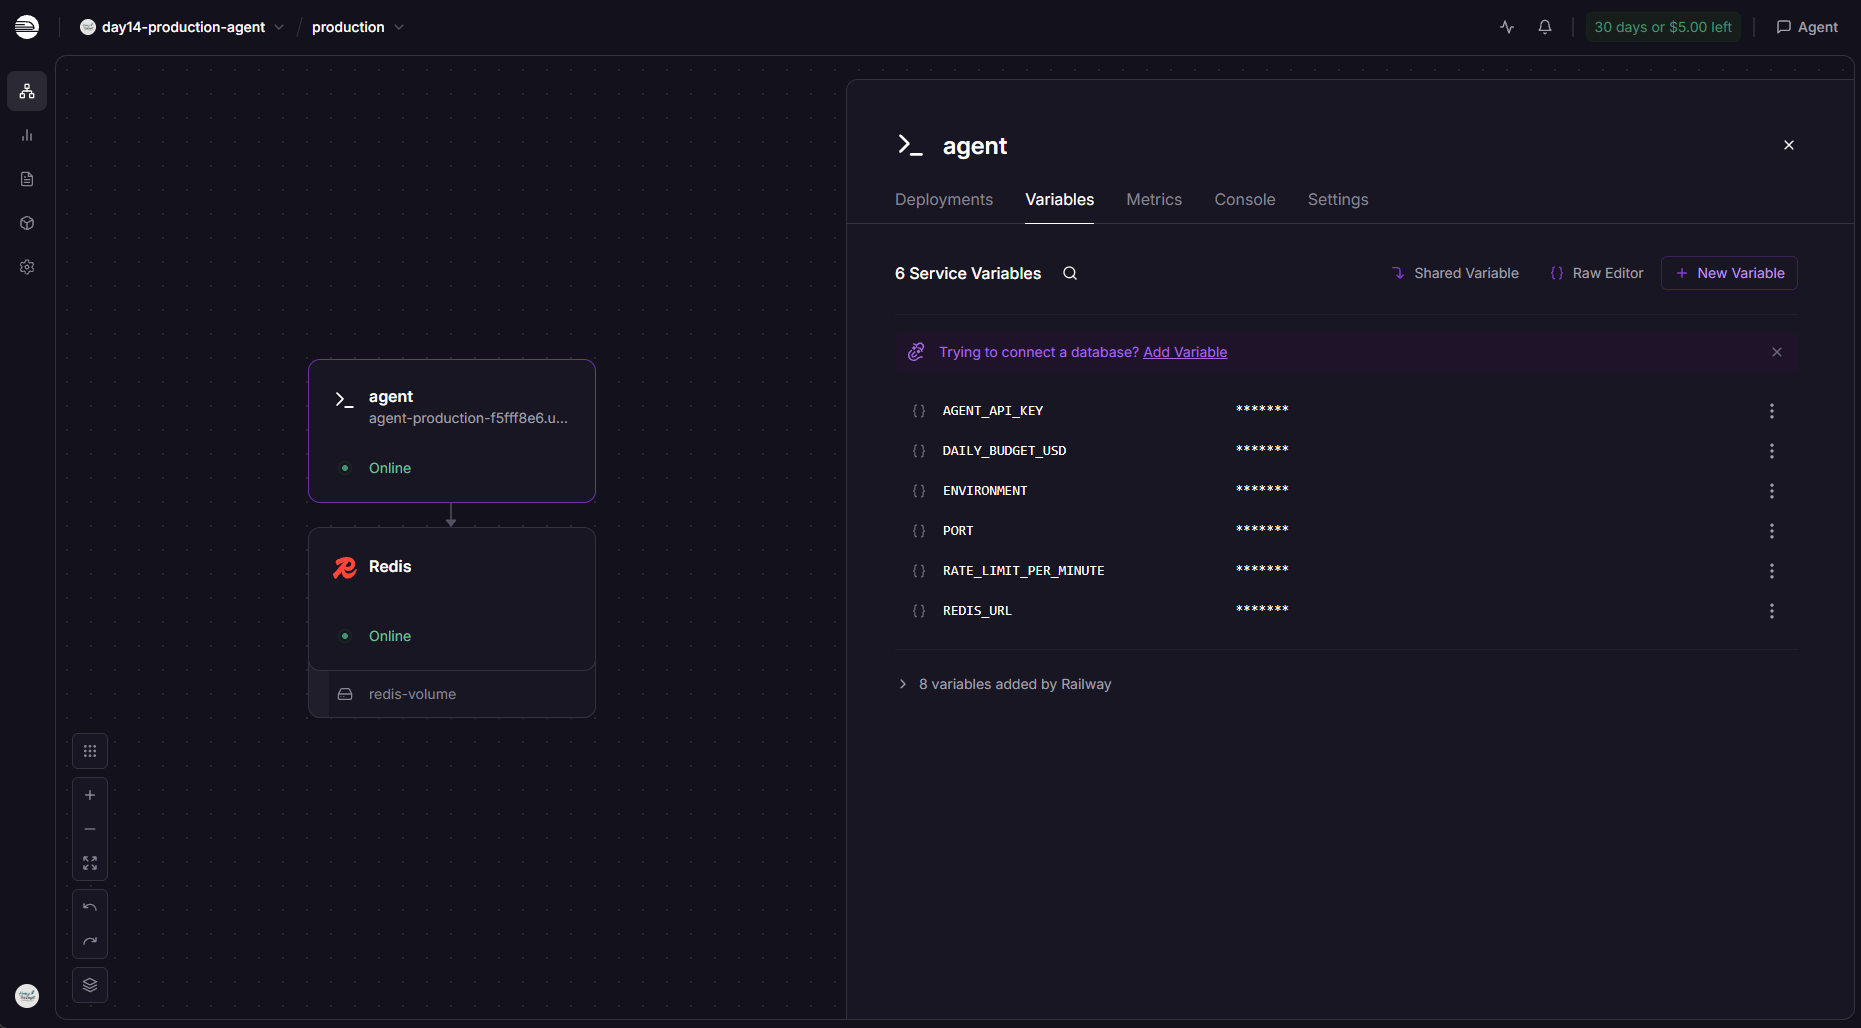 day14-production-agent / production
30 days or $5.00 left
Agent
agent
Deployments Variables Metrics Console Settings
6 Service Variables
Shared Variable
{} Raw Editor
+ New Variable
Trying to connect a database? Add Variable
{} AGENT_API_KEY *******
{} DAILY_BUDGET_USD *******
{} ENVIRONMENT *******
{} PORT *******
{} RATE_LIMIT_PER_MINUTE *******
{} REDIS_URL *******
8 variables added by Railway
agent
agent-production-f5fff8e6.u...
Online
Redis
Online
redis-volume